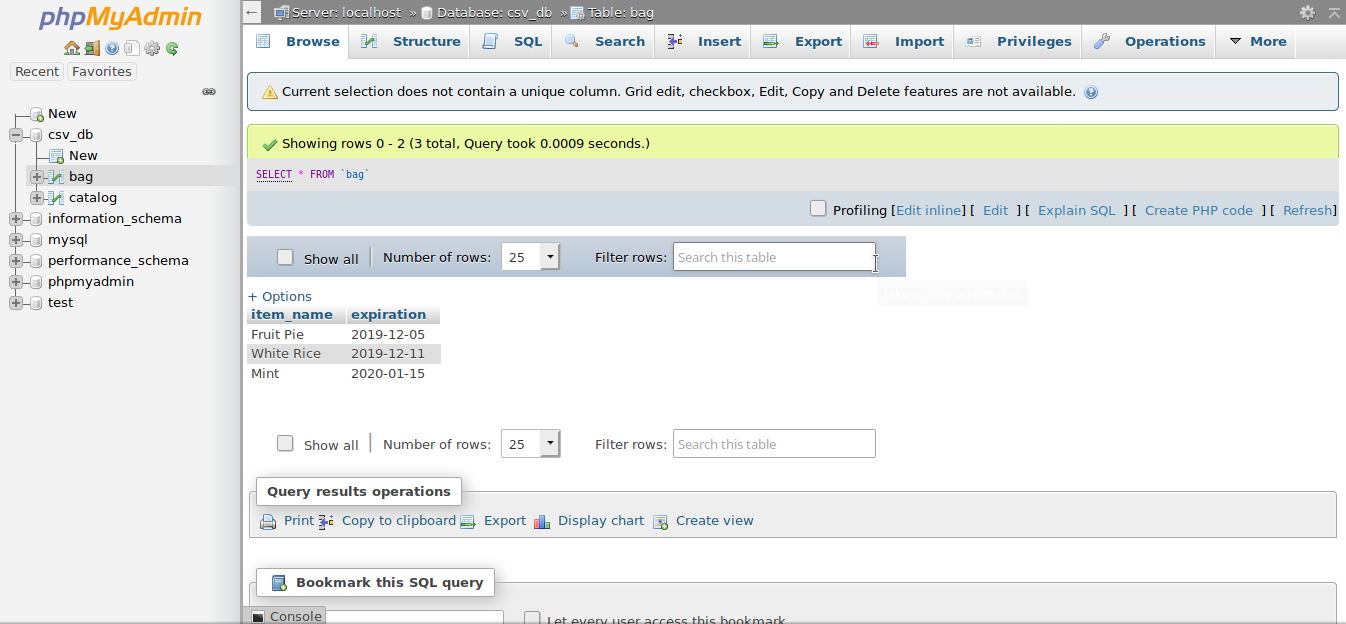 phpMyAdmin
Recent Favorites
New
csv_db
New
bag
catalog
information_schema
mysql
performance_schema
phpmyadmin
test
Server: localhost » Database: csv_db » Table: bag
Browse Structure SQL Search Insert Export Import Privileges Operations More
Current selection does not contain a unique column. Grid edit, checkbox, Edit, Copy and Delete features are not available.
Showing rows 0 - 2 (3 total, Query took 0.0009 seconds.)
SELECT * FROM `bag`
Profiling [Edit inline] [ Edit ] [ Explain SQL ] [ Create PHP code ] [ Refresh]
Show all Number of rows: 25 Filter rows: Search this table
+ Options
item_name expiration
Fruit Pie 2019-12-05
White Rice 2019-12-11
Mint 2020-01-15
Show all Number of rows: 25 Filter rows: Search this table
Query results operations
Print Copy to clipboard Export Display chart Create view
Bookmark this SQL query
Console
Let every user access this bookmark